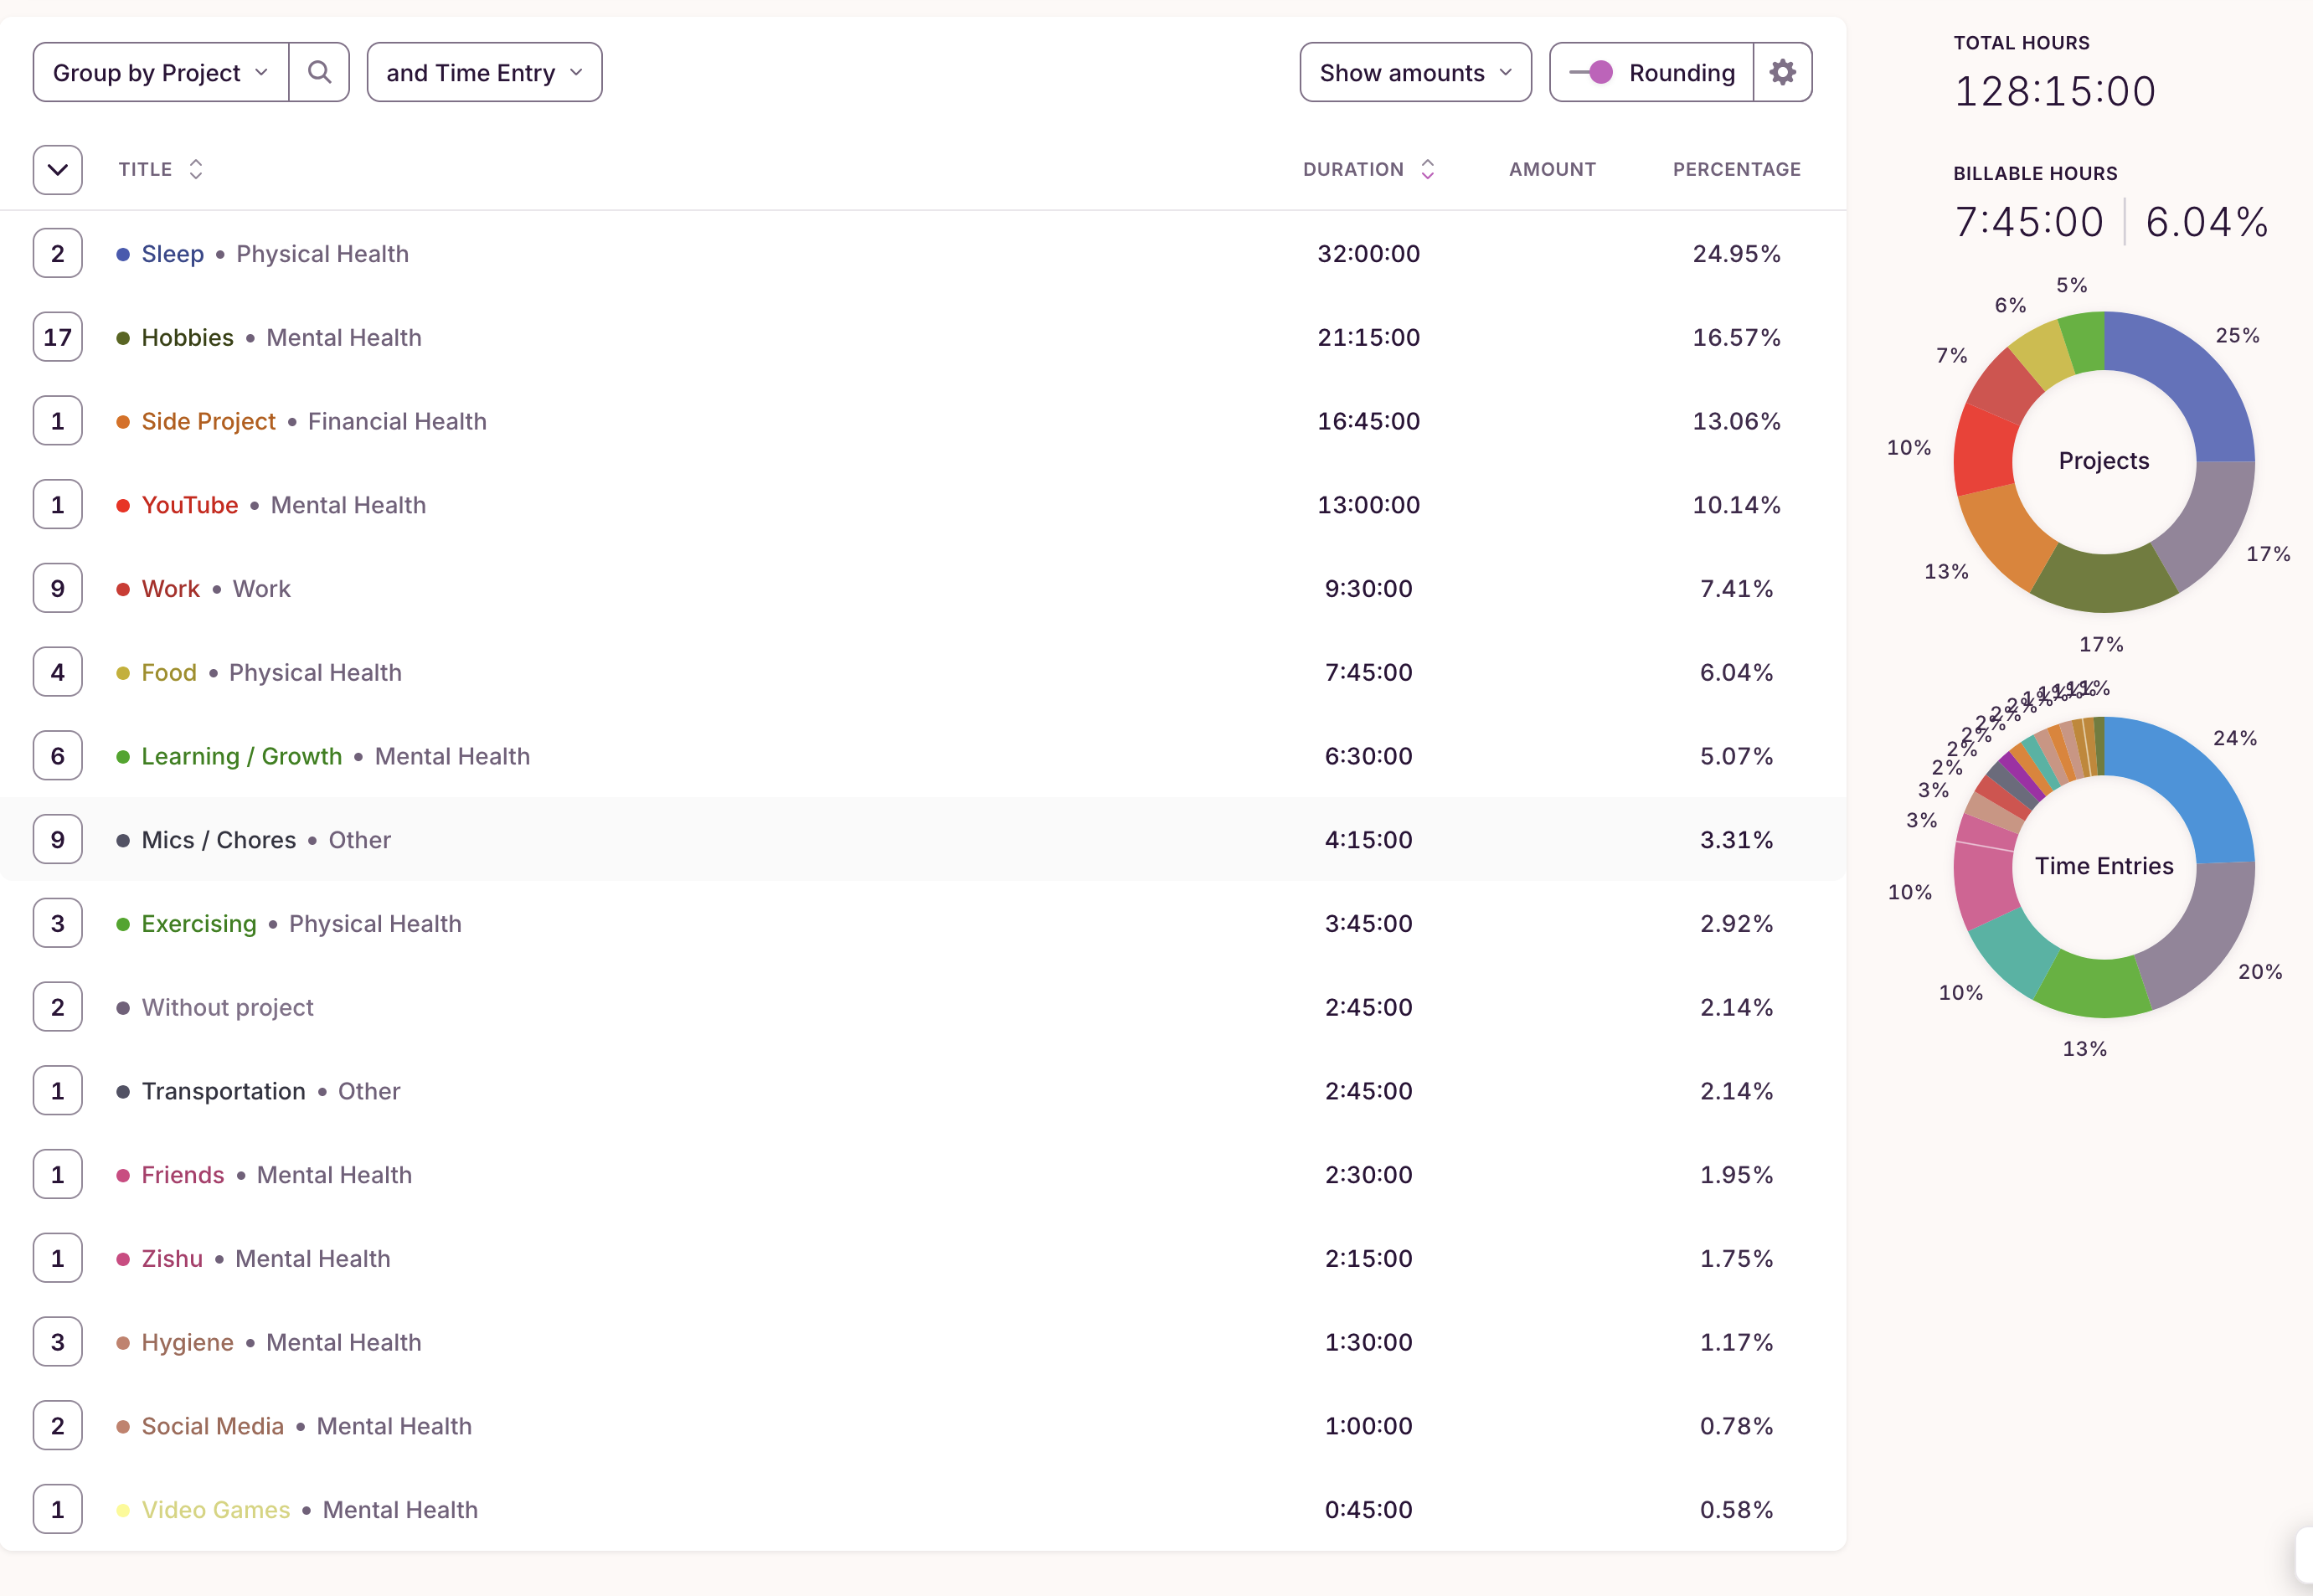 Group by Project and Time Entry Show amounts Rounding
TITLE DURATION AMOUNT PERCENTAGE
2 Sleep • Physical Health 32:00:00 24.95%
17 Hobbies • Mental Health 21:15:00 16.57%
1 Side Project • Financial Health 16:45:00 13.06%
1 YouTube • Mental Health 13:00:00 10.14%
9 Work • Work 9:30:00 7.41%
4 Food • Physical Health 7:45:00 6.04%
6 Learning / Growth • Mental Health 6:30:00 5.07%
9 Mics / Chores • Other 4:15:00 3.31%
3 Exercising • Physical Health 3:45:00 2.92%
2 Without project 2:45:00 2.14%
1 Transportation • Other 2:45:00 2.14%
1 Friends • Mental Health 2:30:00 1.95%
1 Zishu • Mental Health 2:15:00 1.75%
3 Hygiene • Mental Health 1:30:00 1.17%
2 Social Media • Mental Health 1:00:00 0.78%
1 Video Games • Mental Health 0:45:00 0.58%
TOTAL HOURS
128:15:00
BILLABLE HOURS
7:45:00 6.04%
5%
6%
25%
7%
10%
Projects
17%
13%
17%
24%
2%
2%
3%
3%
Time Entries
10%
20%
10%
13%